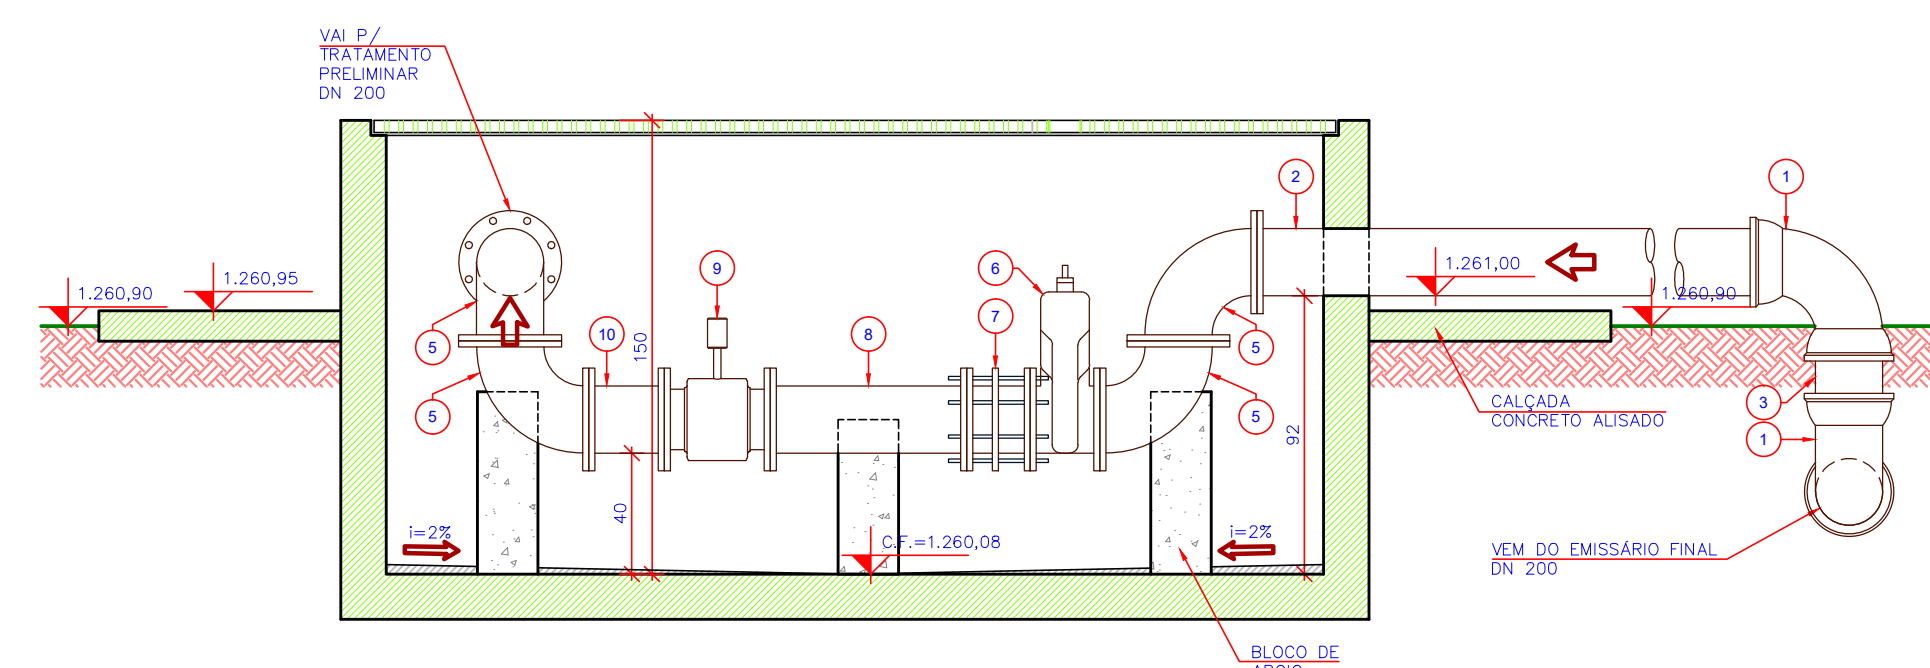 VAI P/
TRATAMENTO
PRELIMINAR
DN 200
2
1
9
6
1.260,95
1.261,00
1.260,90
1.260,90
7
5
10
150
8
5
5
5
CALÇADA
CONCRETO ALISADO
3
92
1
40
i=2%
i=2%
C.F.=1.260,08
VEM DO EMISSÁRIO FINAL
DN 200
BLOCO DE